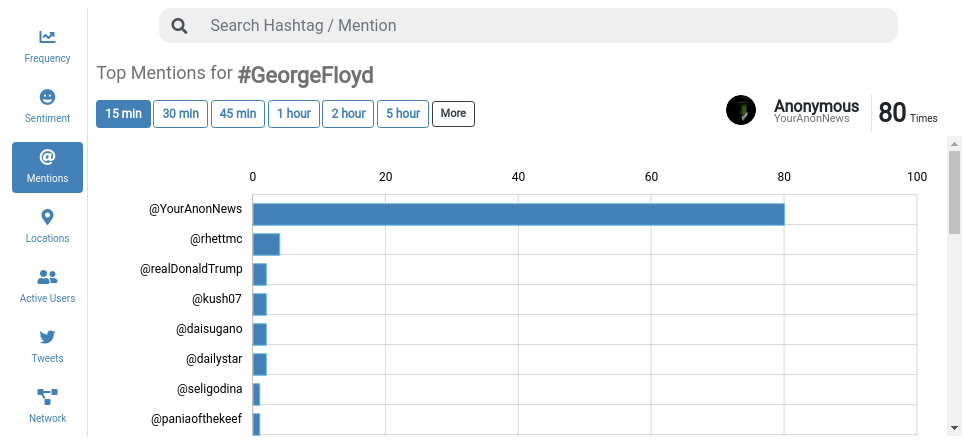 Search Hashtag / Mention
Frequency
Sentiment
@
Mentions
Locations
Active Users
Tweets
Network
Top Mentions for #GeorgeFloyd
15 min 30 min 45 min 1 hour 2 hour 5 hour More
Anonymous
YourAnonNews
80 Times
0 20 40 60 80 100
@YourAnonNews
@rhettmc
@realDonaldTrump
@kush07
@daisugano
@dailystar
@seligodina
@paniaofthekeef